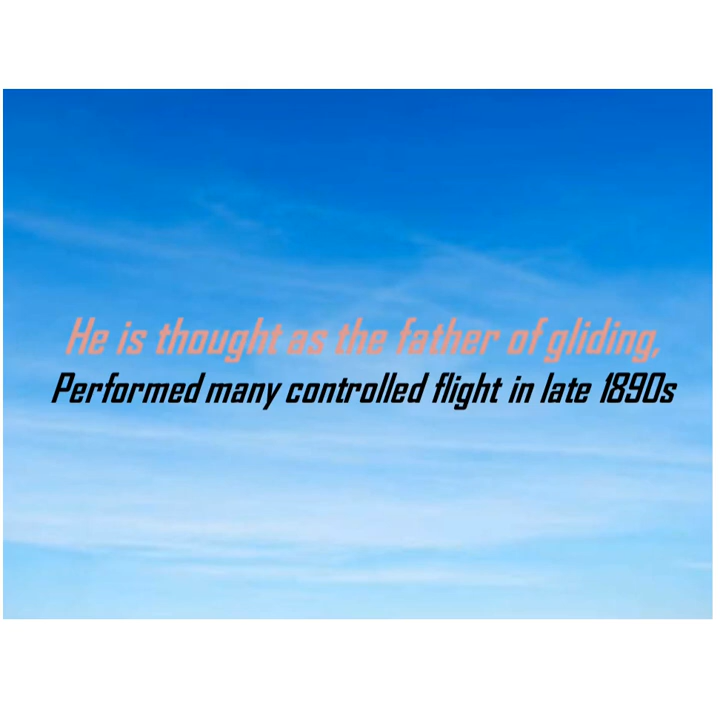 He is thought as the father of gliding,
Performed many controlled flight in late 1890s